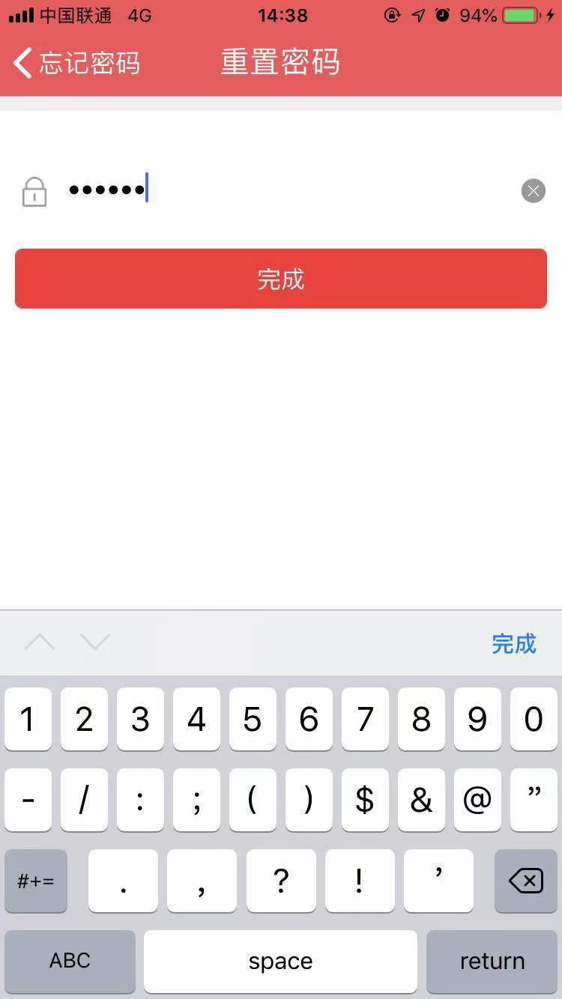 中国联通 4G 14:38 94%
忘记密码 重置密码
••••••
完成
完成
1 2 3 4 5 6 7 8 9 0
- / : ; ( ) $ & @ ”
#+= . , ? ! ’
ABC space return